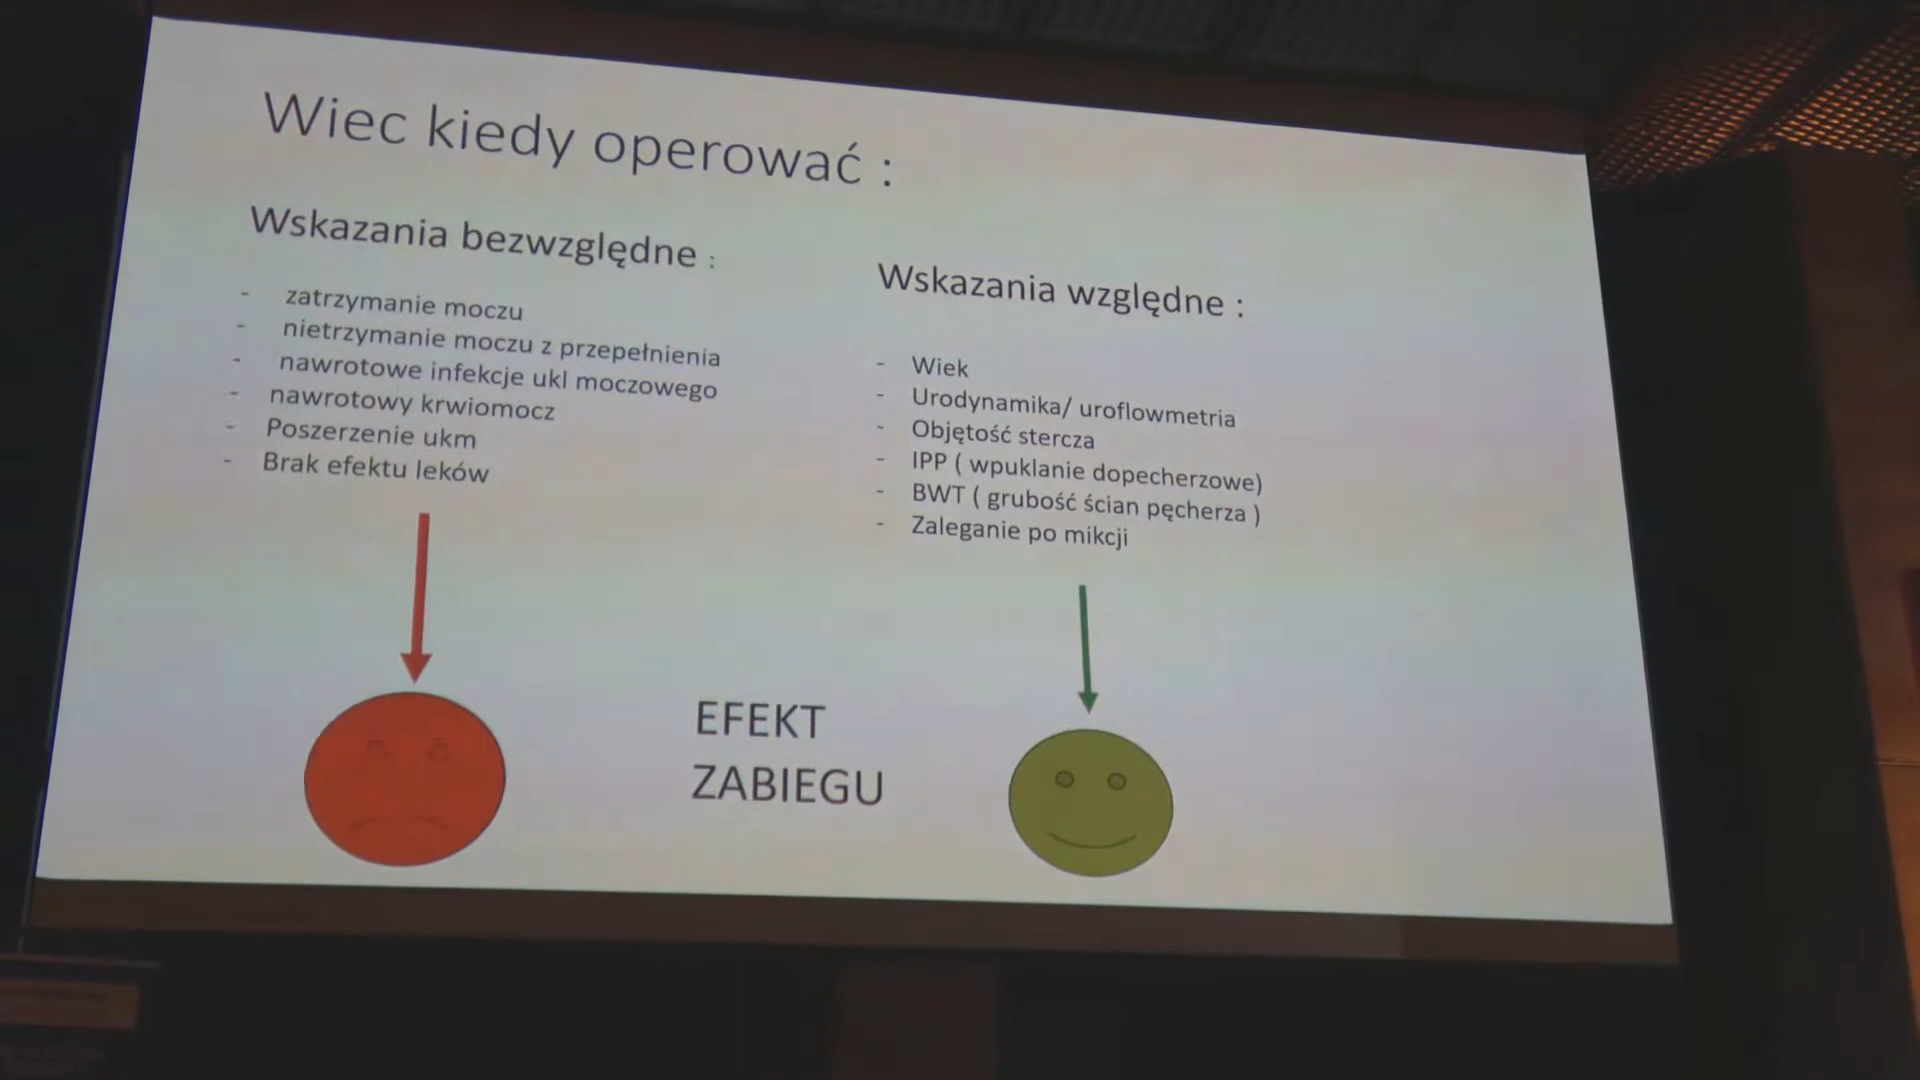 Wiec kiedy operować :
Wskazania bezwzględne :
- zatrzymanie moczu
- nietrzymanie moczu z przepełnienia
- nawrotowe infekcje ukl moczowego
- nawrotowy krwiomocz
- Poszerzenie ukm
- Brak efektu leków
Wskazania względne :
- Wiek
- Urodynamika/ uroflowmetria
- Objętość stercza
- IPP ( wpuklanie dopecherzowe)
- BWT ( grubość ścian pęcherza )
- Zaleganie po mikcji
EFEKT
ZABIEGU